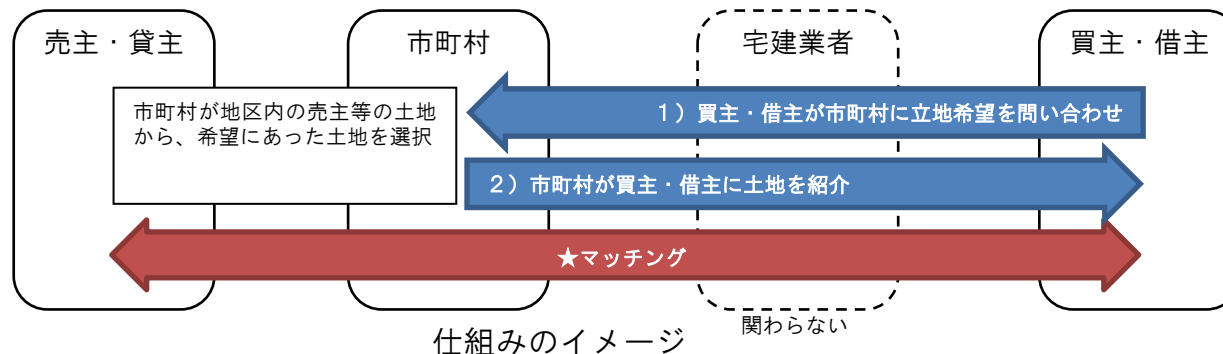 売主・貸主
市町村
宅建業者
買主・借主
市町村が地区内の売主等の土地
から、希望にあった土地を選択
１）買主・借主が市町村に立地希望を問い合わせ
２）市町村が買主・借主に土地を紹介
★マッチング
関わらない
仕組みのイメージ